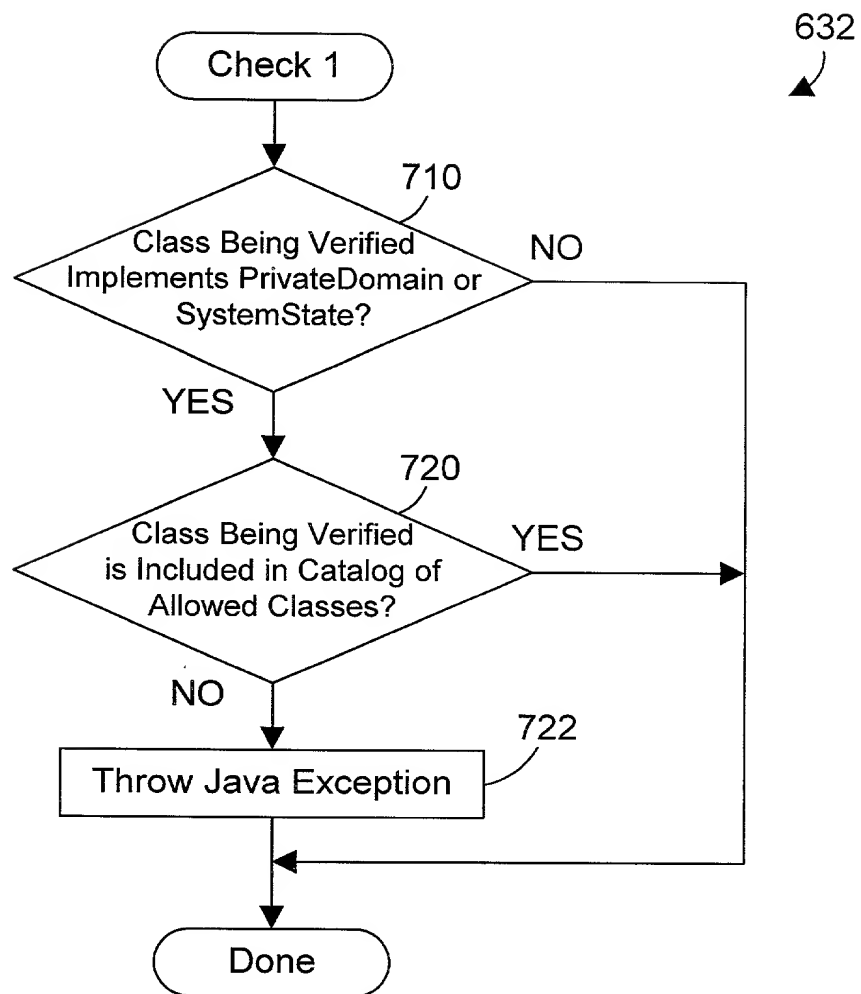 632
Check 1
710
Class Being Verified
Implements PrivateDomain or
SystemState?
NO
YES
720
Class Being Verified
is Included in Catalog of
Allowed Classes?
YES
NO
722
Throw Java Exception
Done